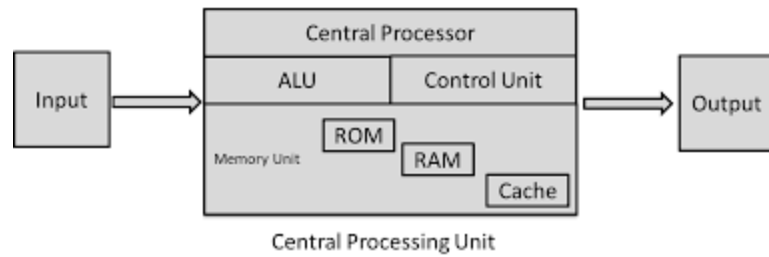 Central Processor
Input
ALU
Control Unit
Output
Memory Unit
ROM
RAM
Cache
Central Processing Unit